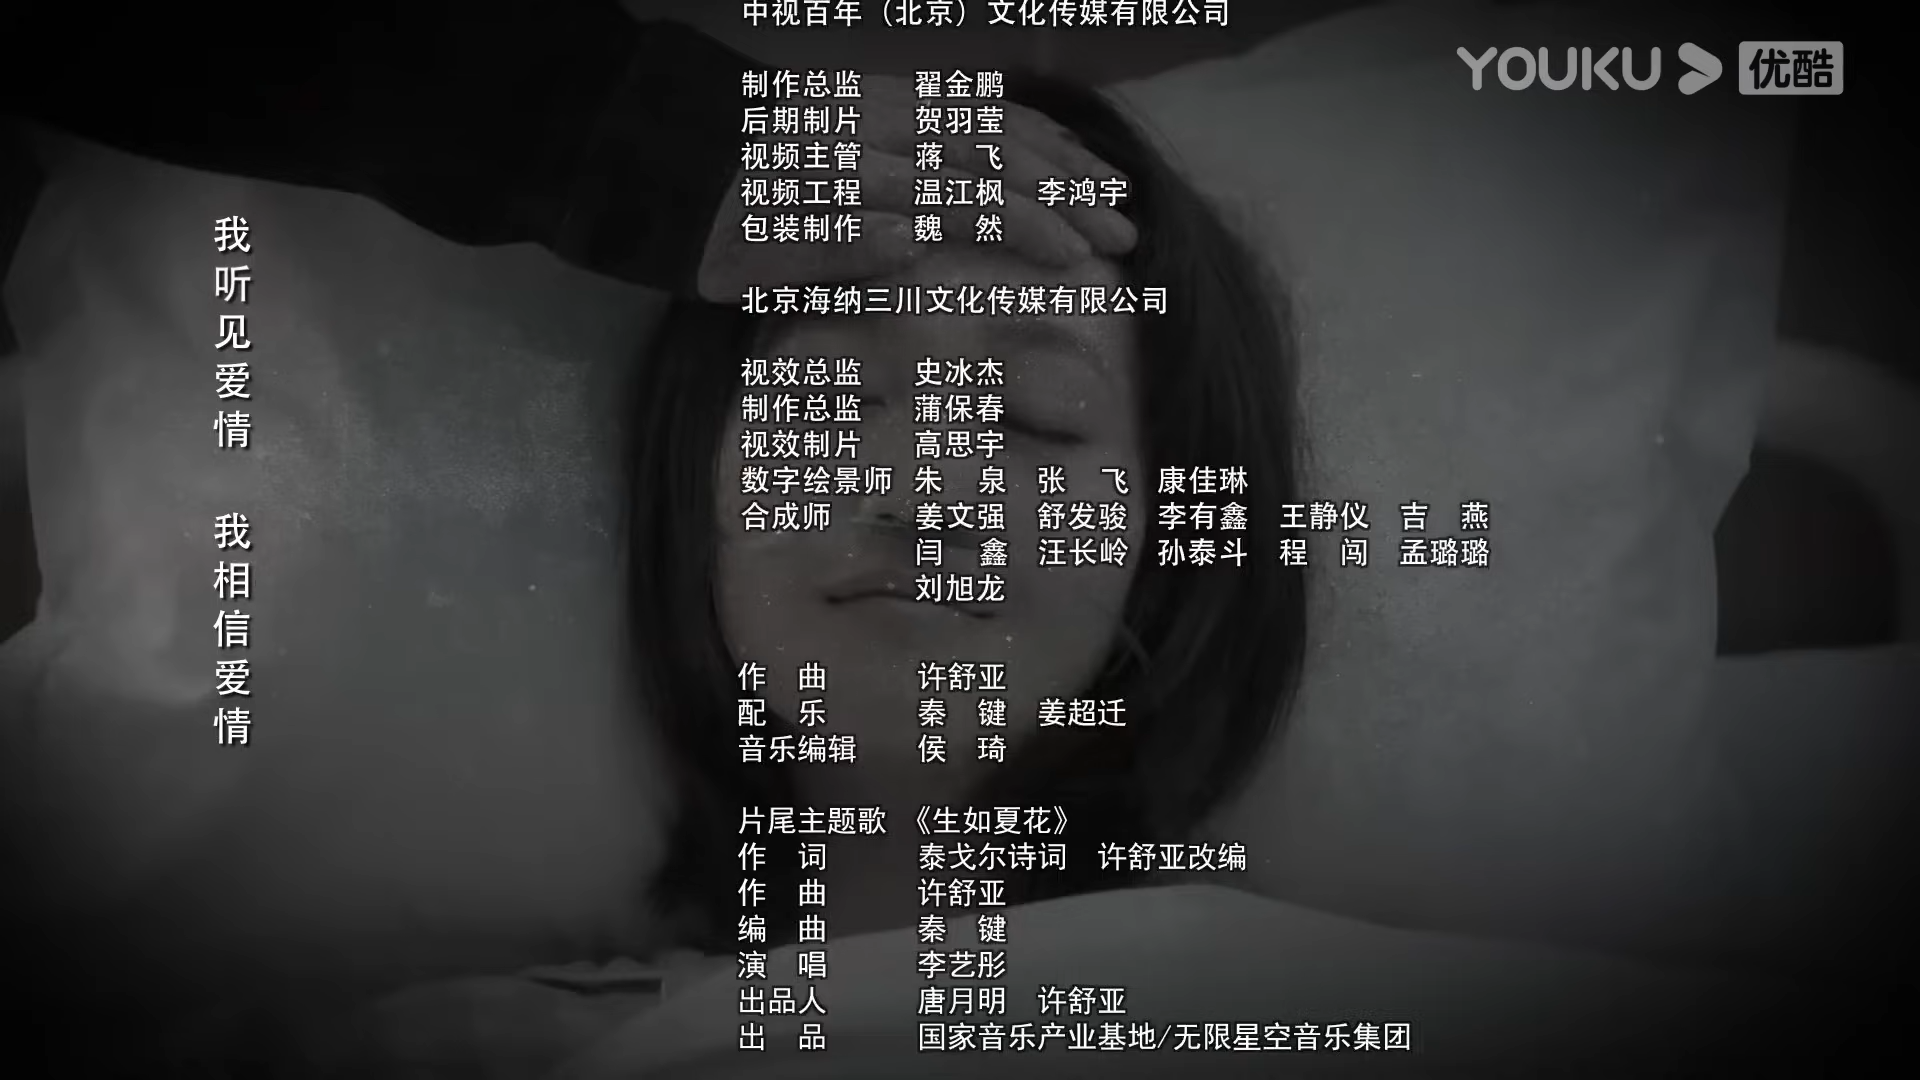 中视百年（北京）文化传媒有限公司
YOUKU 优酷
制作总监 翟金鹏
后期制片 贺羽莹
视频主管 蒋 飞
视频工程 温江枫 李鸿宇
包装制作 魏 然
北京海纳三川文化传媒有限公司
视效总监 史冰杰
制作总监 蒲保春
视效制片 高思宇
数字绘景师 朱 泉 张 飞 康佳琳
合成师 姜文强 舒发骏 李有鑫 王静仪 吉 燕
闫 鑫 汪长岭 孙泰斗 程 闯 孟璐璐
刘旭龙
作 曲 许舒亚
配 乐 秦 键 姜超迁
音乐编辑 侯 琦
片尾主题歌 《生如夏花》
作 词 泰戈尔诗词 许舒亚改编
作 曲 许舒亚
编 曲 秦 键
演 唱 李艺彤
出品人 唐月明 许舒亚
出 品 国家音乐产业基地/无限星空音乐集团
我听见爱情 我相信爱情